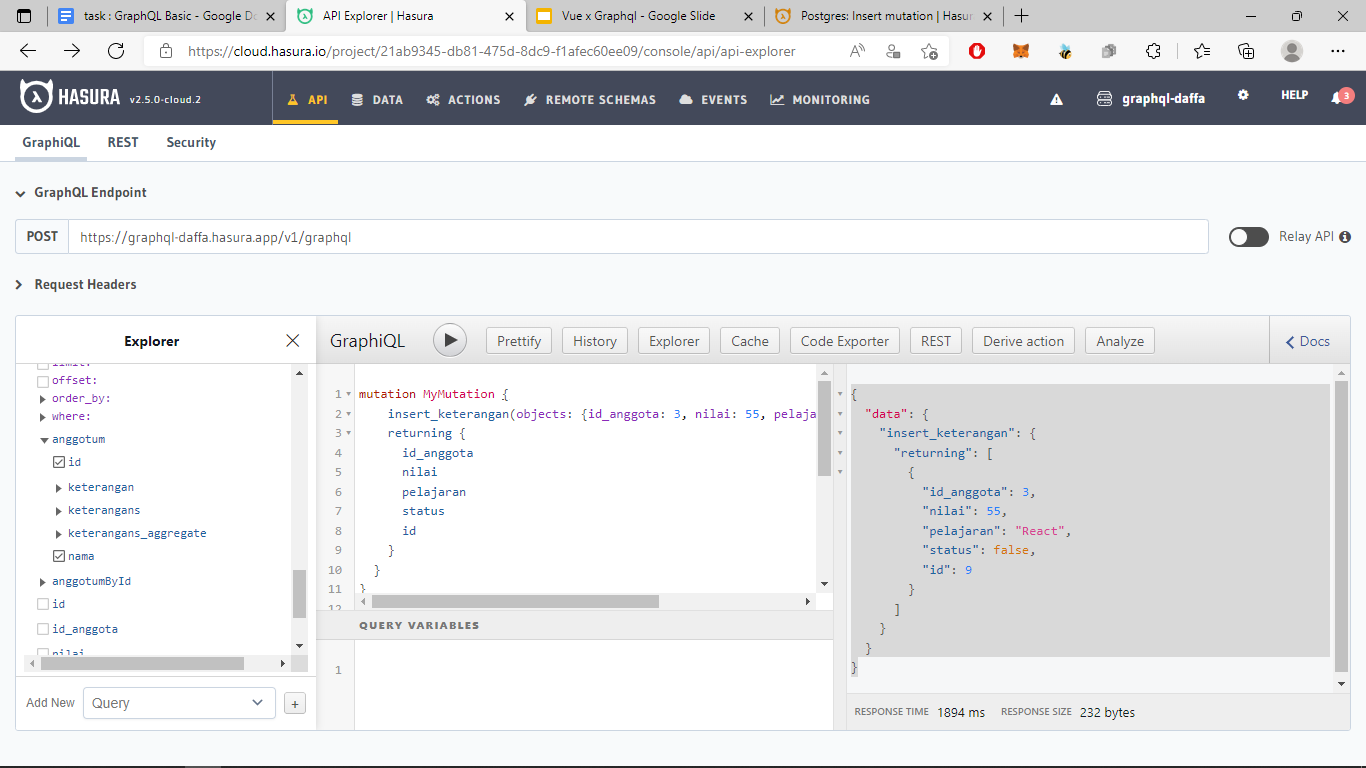 task : GraphQL Basic - Google Do
API Explorer | Hasura
Vue x Graphql - Google Slide
Postgres: Insert mutation | Hasur
https://cloud.hasura.io/project/21ab9345-db81-475d-8dc9-f1afec60ee09/console/api/api-explorer
HASURA v2.5.0-cloud.2
API
DATA
ACTIONS
REMOTE SCHEMAS
EVENTS
MONITORING
graphql-daffa
HELP
3
GraphiQL REST Security
GraphQL Endpoint
POST https://graphql-daffa.hasura.app/v1/graphql
Relay API
Request Headers
Explorer
limit:
offset:
order_by:
where:
anggotum
id
keterangan
keterangans
keterangans_aggregate
nama
anggotumById
id
id_anggota
nilai
Add New Query +
GraphiQL
Prettify History Explorer Cache Code Exporter REST Derive action Analyze
Docs
1 mutation MyMutation {
2 insert_keterangan(objects: {id_anggota: 3, nilai: 55, pelaja
3 returning {
4 id_anggota
5 nilai
6 pelajaran
7 status
8 id
9 }
10 }
11 }
12
QUERY VARIABLES
1
{
"data": {
"insert_keterangan": {
"returning": [
{
"id_anggota": 3,
"nilai": 55,
"pelajaran": "React",
"status": false,
"id": 9
}
]
}
}
}
RESPONSE TIME 1894 ms RESPONSE SIZE 232 bytes